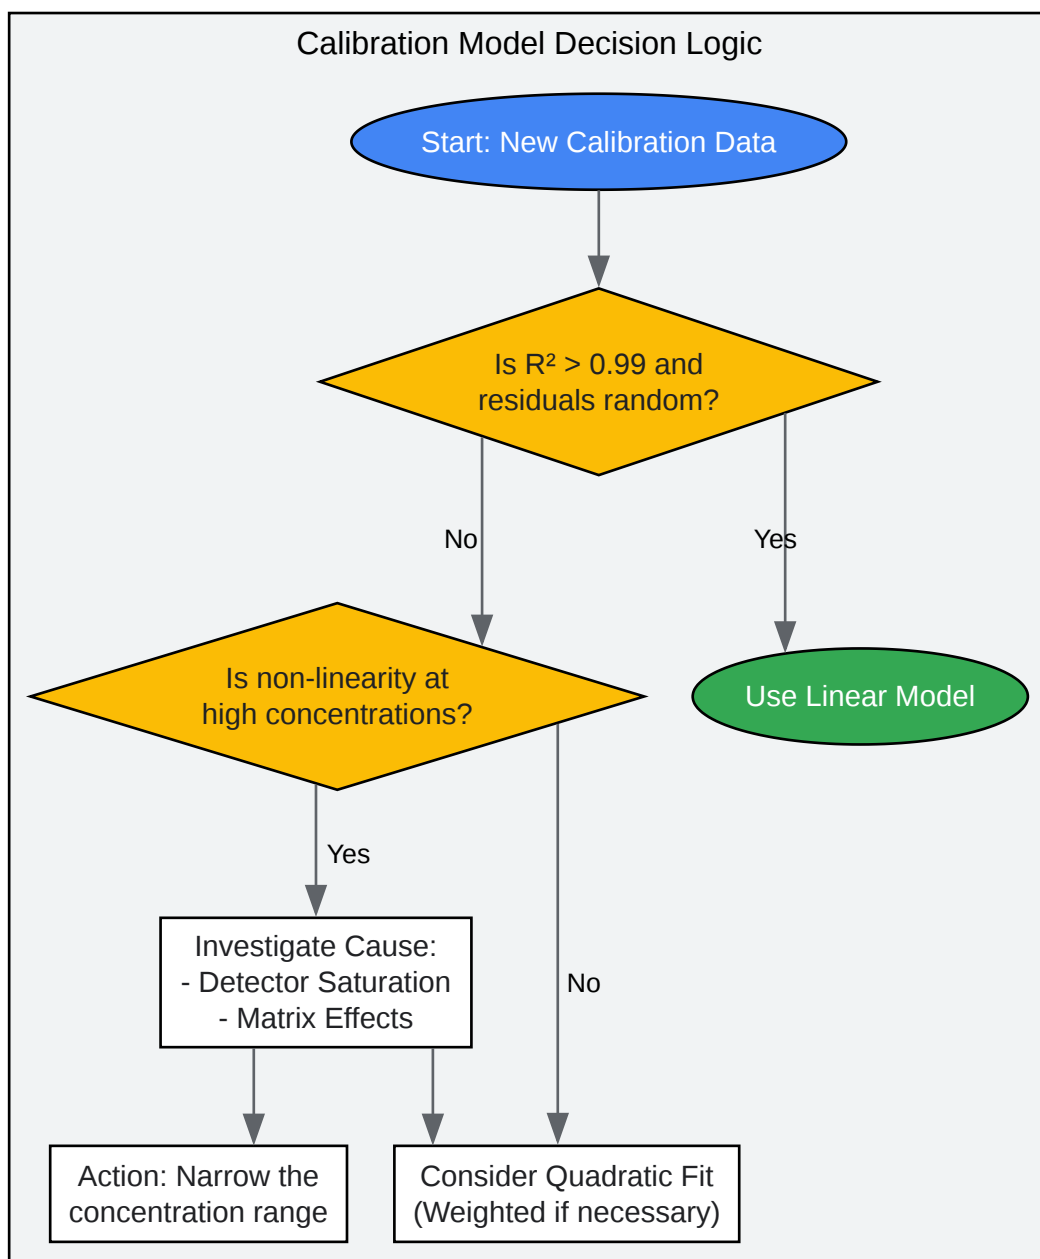 Calibration Model Decision Logic
Start: New Calibration Data
Is R² > 0.99 and
residuals random?
No
Yes
Is non-linearity at
high concentrations?
Use Linear Model
Yes
Investigate Cause:
- Detector Saturation
- Matrix Effects
No
Action: Narrow the
concentration range
Consider Quadratic Fit
(Weighted if necessary)